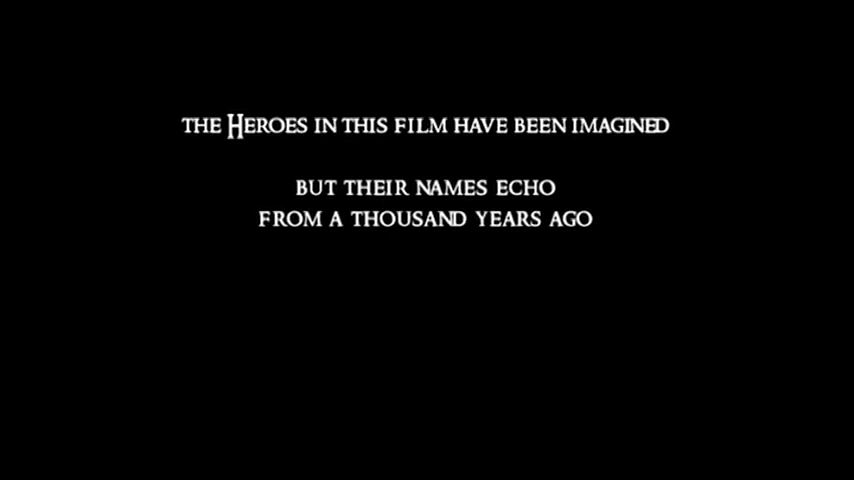 THE HEROES IN THIS FILM HAVE BEEN IMAGINED
BUT THEIR NAMES ECHO
FROM A THOUSAND YEARS AGO